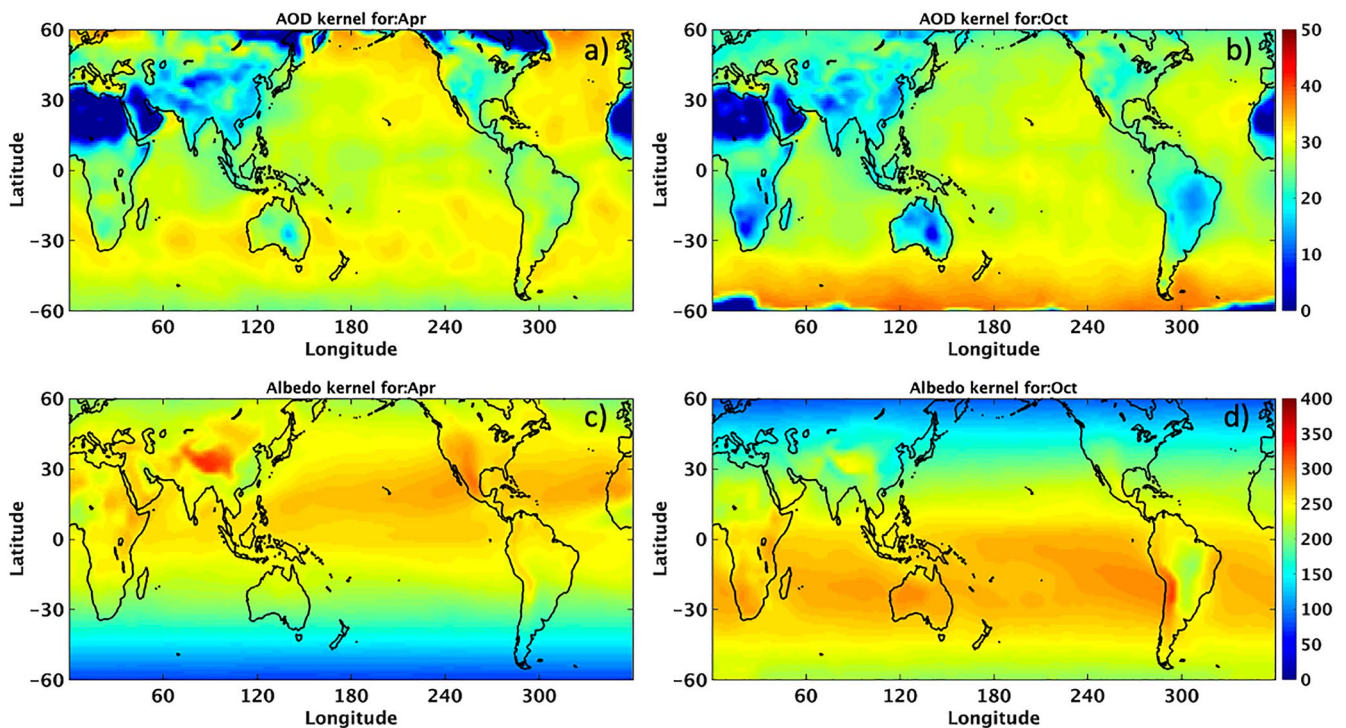 AOD kernel for:Apr
a)
60
30
0
-30
-60
Latitude
60 120 180 240 300
Longitude
AOD kernel for:Oct
b)
60
30
0
-30
-60
Latitude
60 120 180 240 300
Longitude
50
40
30
20
10
0
Albedo kernel for:Apr
c)
60
30
0
-30
-60
Latitude
60 120 180 240 300
Longitude
Albedo kernel for:Oct
d)
60
30
0
-30
-60
Latitude
60 120 180 240 300
Longitude
400
350
300
250
200
150
100
50
0